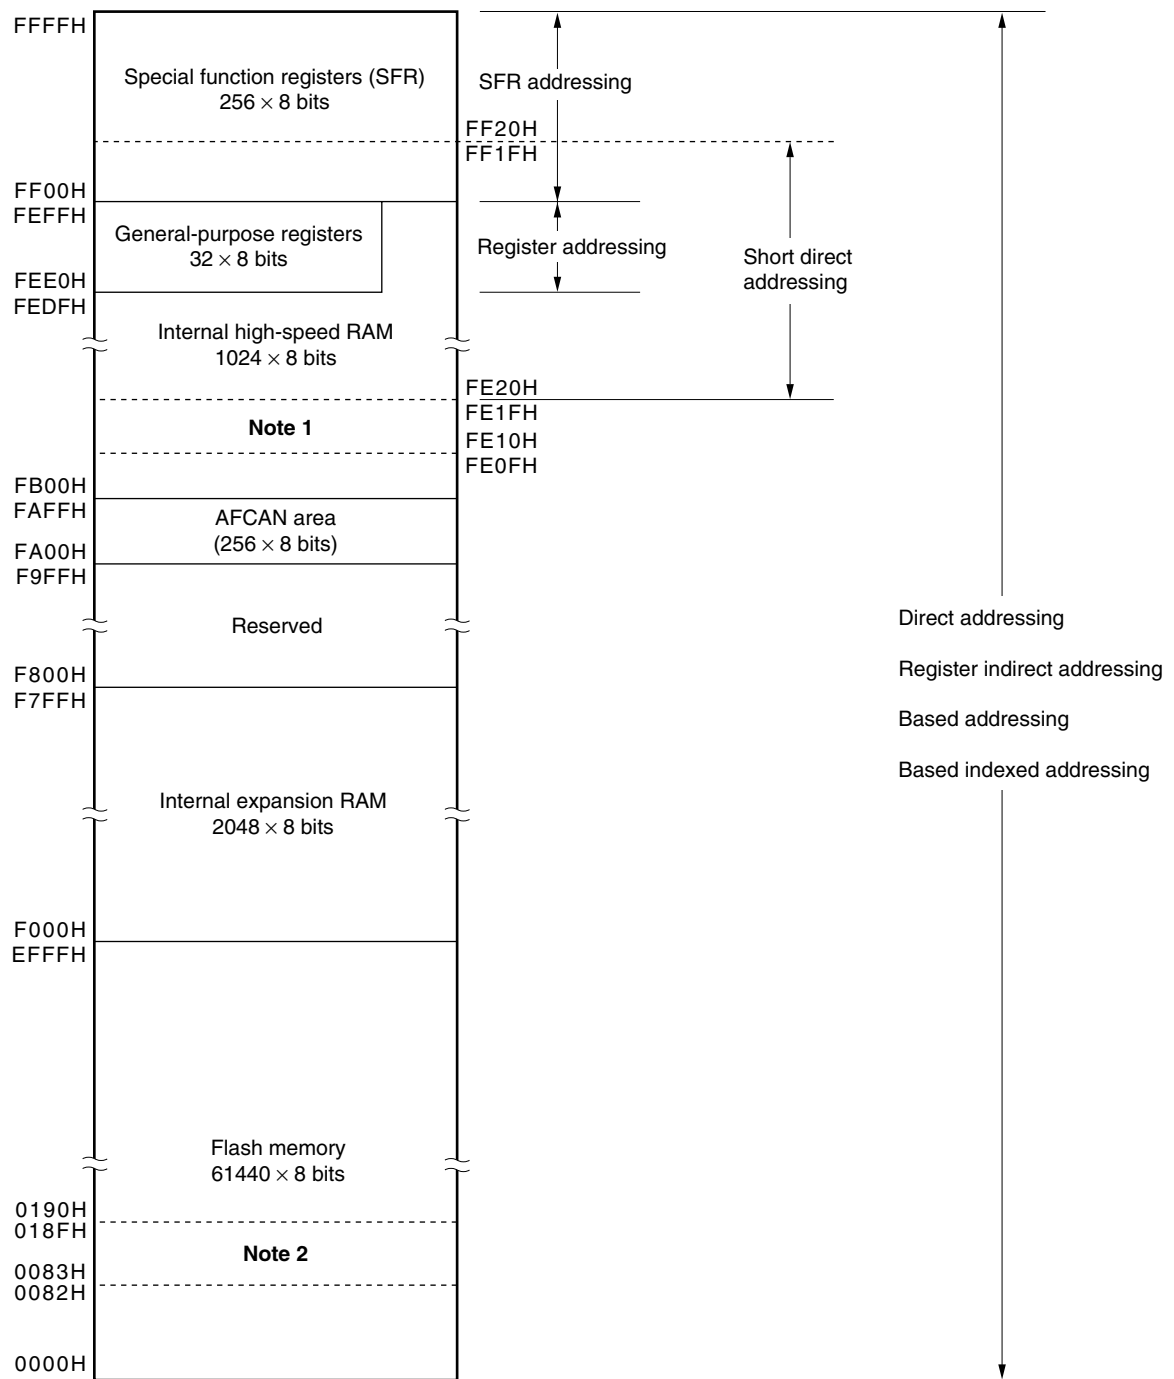 FFFFH
Special function registers (SFR)
256 × 8 bits
SFR addressing
FF20H
FF1FH
FF00H
FEFFH
General-purpose registers
32 × 8 bits
Register addressing
Short direct
addressing
FEE0H
FEDFH
Internal high-speed RAM
1024 × 8 bits
FE20H
FE1FH
Note 1
FE10H
FE0FH
FB00H
FAFFH
AFCAN area
(256 × 8 bits)
FA00H
F9FFH
Reserved
Direct addressing
Register indirect addressing
Based addressing
Based indexed addressing
F800H
F7FFH
Internal expansion RAM
2048 × 8 bits
F000H
EFFFH
Flash memory
61440 × 8 bits
0190H
018FH
Note 2
0083H
0082H
0000H